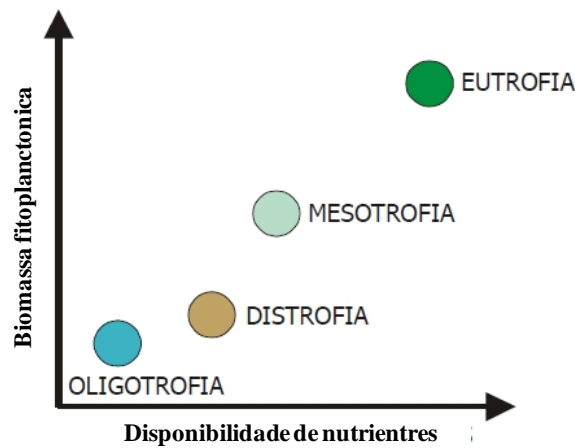 EUTROFIA
MESOTROFIA
DISTROFIA
OLIGOTROFIA
Biomassa fitoplanctonica
Disponibilidade de nutrientres